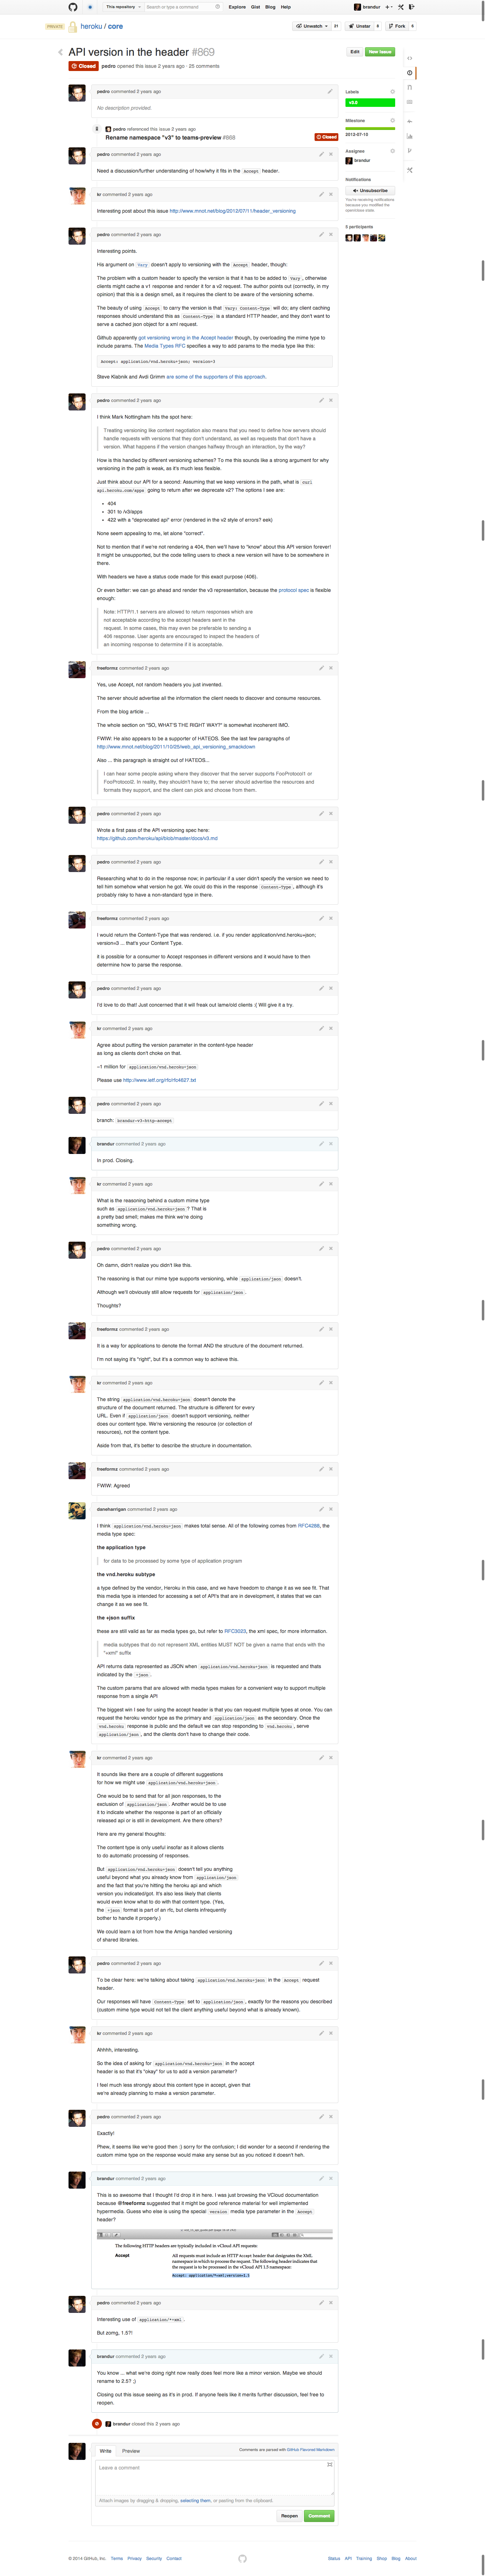 This repository
Search or type a command
Explore Gist Blog Help
brandur
PRIVATE
heroku / core
Unwatch 21
Unstar 6
Fork 4
API version in the header #869
Edit New Issue
Closed pedro opened this issue 2 years ago · 25 comments
Labels
v3.0
Milestone
2012-07-10
Assignee
brandur
Notifications
Unsubscribe
You're receiving notifications
because you modified the
open/close state.
5 participants
pedro commented 2 years ago
No description provided.
pedro referenced this issue 2 years ago
Rename namespace "v3" to teams-preview #868
Closed
pedro commented 2 years ago
Need a discussion/further understanding of how/why it fits in the Accept header.
kr commented 2 years ago
Interesting post about this issue http://www.mnot.net/blog/2012/07/11/header_versioning
pedro commented 2 years ago
Interesting points.
His argument on Vary doesn't apply to versioning with the Accept header, though:
The problem with a custom header to specify the version is that it has to be added to Vary, otherwise
clients might cache a v1 response and render it for a v2 request. The author points out (correctly, in my
opinion) that this is a design smell, as it requires the client to be aware of the versioning scheme.
The beauty of using Accept to carry the version is that Vary: Content-Type will do; any client caching
responses should understand this as Content-Type is a standard HTTP header, and they don't want to
serve a cached json object for a xml request.
Github apparently got versioning wrong in the Accept header though, by overloading the mime type to
include params. The Media Types RFC specifies a way to add params to the media type like this:
Accept: application/vnd.heroku+json; version=3
Steve Klabnik and Avdi Grimm are some of the supporters of this approach.
pedro commented 2 years ago
I think Mark Nottingham hits the spot here:
Treating versioning like content negotiation also means that you need to define how servers should
handle requests with versions that they don't understand, as well as requests that don't have a
version. What happens if the version changes halfway through an interaction, by the way?
How is this handled by different versioning schemes? To me this sounds like a strong argument for why
versioning in the path is weak, as it's much less flexible.
Just think about our API for a second: Assuming that we keep versions in the path, what is curl
api.heroku.com/apps going to return after we deprecate v2? The options I see are:
• 404
• 301 to /v3/apps
• 422 with a "deprecated api" error (rendered in the v2 style of errors? eek)
None seem appealing to me, let alone "correct".
Not to mention that if we're not rendering a 404, then we'll have to "know" about this API version forever!
It might be unsupported, but the code telling users to check a new version will have to be somewhere in
there.
With headers we have a status code made for this exact purpose (406).
Or even better: we can go ahead and render the v3 representation, because the protocol spec is flexible
enough:
Note: HTTP/1.1 servers are allowed to return responses which are
not acceptable according to the accept headers sent in the
request. In some cases, this may even be preferable to sending a
406 response. User agents are encouraged to inspect the headers of
an incoming response to determine if it is acceptable.
freeformz commented 2 years ago
Yes, use Accept, not random headers you just invented.
The server should advertise all the information the client needs to discover and consume resources.
From the blog article ...
The whole section on "SO, WHAT'S THE RIGHT WAY?" is somewhat incoherent IMO.
FWIW: He also appears to be a supporter of HATEOS. See the last few paragraphs of
http://www.mnot.net/blog/2011/10/25/web_api_versioning_smackdown
Also ... this paragraph is straight out of HATEOS...
I can hear some people asking where they discover that the server supports FooProtocol1 or
FooProtocol2. In reality, they shouldn't have to; the server should advertise the resources and
formats they support, and the client can pick and choose from them.
pedro commented 2 years ago
Wrote a first pass of the API versioning spec here:
https://github.com/heroku/api/blob/master/docs/v3.md
pedro commented 2 years ago
Researching what to do in the response now, in particular if a user didn't specify the version we need to
tell him somewhat version he got. We could do this in the response Content-Type, although it's
probably risky to have a non-standard type in there.
freeformz commented 2 years ago
I would return the Content-Type that was rendered. i.e. if you render application/vnd.heroku+json;
version=3 ... that's your Content Type.
It is possible for a consumer to Accept responses in different versions and it would have to then
determine how to parse the response.
pedro commented 2 years ago
I'd love to do that! Just concerned that it will freak out lame/old clients :( Will give it a try.
kr commented 2 years ago
Agree about putting the version parameter in the content-type header
as long as clients don't choke on that.
−1 million for application/vnd.heroku+json
Please use http://www.ietf.org/rfc/rfc4627.txt
pedro commented 2 years ago
branch: brandur-v3-http-accept
brandur commented 2 years ago
In prod. Closing.
kr commented 2 years ago
What is the reasoning behind a custom mime type
such as application/vnd.heroku+json? That is
a pretty bad smell; makes me think we're doing
something wrong.
pedro commented 2 years ago
Oh damn, didn't realize you didn't like this.
The reasoning is that our mime type supports versioning, while application/json doesn't.
Although we'll obviously still allow requests for application/json.
Thoughts?
freeformz commented 2 years ago
It is a way for applications to denote the format AND the structure of the document returned.
I'm not saying it's "right", but it's a common way to achieve this.
kr commented 2 years ago
The string application/vnd.heroku+json doesn't denote the
structure of the document returned. The structure is different for every
URL. Even if application/json doesn't support versioning, neither
does our content type. We're versioning the resource (or collection of
resources), not the content type.
Aside from that, it's better to describe the structure in documentation.
freeformz commented 2 years ago
FWIW: Agreed
daneharrigan commented 2 years ago
I think application/vnd.heroku+json makes total sense. All of the following comes from RFC4288, the
media type spec:
the application type
for data to be processed by some type of application program
the vnd.heroku subtype
a type defined by the vendor, Heroku in this case, and we have freedom to change as we see fit. That
this media type is intended for accessing a set of API's that are in development, it states that we can
change it as we see fit.
the +json suffix
these are still valid as far as media types go, but refer to RFC3023, the xml spec, for more information.
media subtypes that do not represent XML entities MUST NOT be given a name that ends with the
"+xml" suffix
API returns data represented as JSON when application/vnd.heroku+json is requested and thats
indicated by the +json.
The custom params that are allowed with media types makes for a convenient way to support multiple
response from a single API
The biggest win I see for using the accept header is that you can request multiple types at once. You can
request the heroku vendor type as the primary and application/json as the secondary. Once the
vnd.heroku response is public and the default we can stop responding to vnd.heroku, serve
application/json, and the clients don't have to change their code.
kr commented 2 years ago
It sounds like there are a couple of different suggestions
for how we might use application/vnd.heroku+json.
One would be to send that for all json responses, to the
exclusion of application/json. Another would be to use
it to indicate whether the response is part of an officially
released api or is still in development. Are there others?
Here are my general thoughts:
The content type is only useful insofar as it allows clients
to do automatic processing of responses.
But application/vnd.heroku+json doesn't tell you anything
useful beyond what you already know from application/json
and the fact that you're hitting the heroku api and which
version you indicated/got. It's also less likely that clients
would even know what to do with that content type. (Yes,
the +json format is part of an rfc, but clients infrequently
bother to handle it properly.)
We could learn a lot from how the Amiga handled versioning
of shared libraries.
pedro commented 2 years ago
To be clear here: we're talking about taking application/vnd.heroku+json in the Accept request
header.
Our responses will have Content-Type set to application/json, exactly for the reasons you described
(custom mime type would not tell the client anything useful beyond what is already known).
kr commented 2 years ago
Ahhhh, interesting.
So the idea of asking for application/vnd.heroku+json in the accept
header is so that it's "okay" for us to add a version parameter?
I feel much less strongly about this content type in accept, given that
we're already planning to make a version parameter.
pedro commented 2 years ago
Exactly!
Phew, it seems like we're good then :) sorry for the confusion; I did wonder for a second if rendering the
custom mime type on the response would make any sense but as you noticed it doesn't heh.
brandur commented 2 years ago
This is so awesome that I thought I'd drop it in here. I was just browsing the VCloud documentation
because @freeformz suggested that it might be good reference material for well implemented
hypermedia. Guess who else is using the special version media type parameter in the Accept
header?
The following HTTP headers are typically included in vCloud API requests:
Accept
All requests must include an HTTP Accept header that designates the XML
namespace in which to process the request. The following header indicates that
the request is to be processed in the vCloud API 1.5 namespace:
Accept: application/*+xml;version=1.5
pedro commented 2 years ago
Interesting use of application/*+xml.
But zomg, 1.5?!
brandur commented 2 years ago
You know ... what we're doing right now really does feel more like a minor version. Maybe we should
rename to 2.5? ;)
Closing out this issue seeing as it's in prod. If anyone feels like it merits further discussion, feel free to
reopen.
brandur closed this 2 years ago
Write Preview
Comments are parsed with GitHub Flavored Markdown
Leave a comment
Attach images by dragging & dropping, selecting them, or pasting from the clipboard.
Reopen Comment
© 2014 GitHub, Inc. Terms Privacy Security Contact
Status API Training Shop Blog About